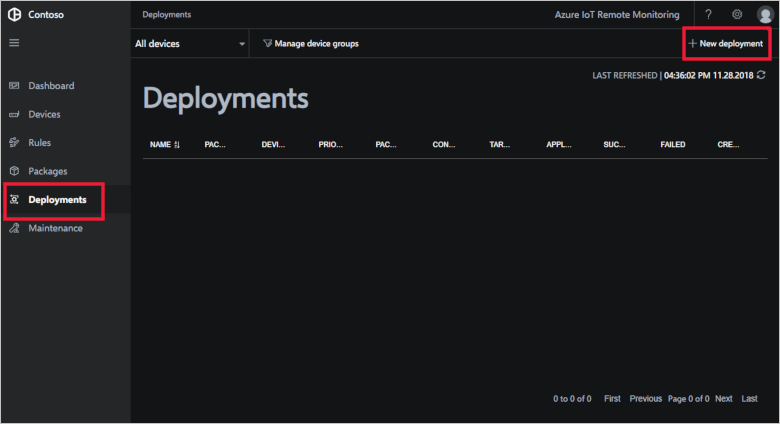 Contoso
Deployments
Azure IoT Remote Monitoring
?
All devices
Manage device groups
+ New deployment
LAST REFRESHED | 04:36:02 PM 11.28.2018
Dashboard
Devices
Rules
Packages
Deployments
Maintenance
Deployments
NAME PAC... DEVI... PRIO... PAC... CON... TAR... APPL... SUC... FAILED CRE...
0 to 0 of 0 First Previous Page 0 of 0 Next Last